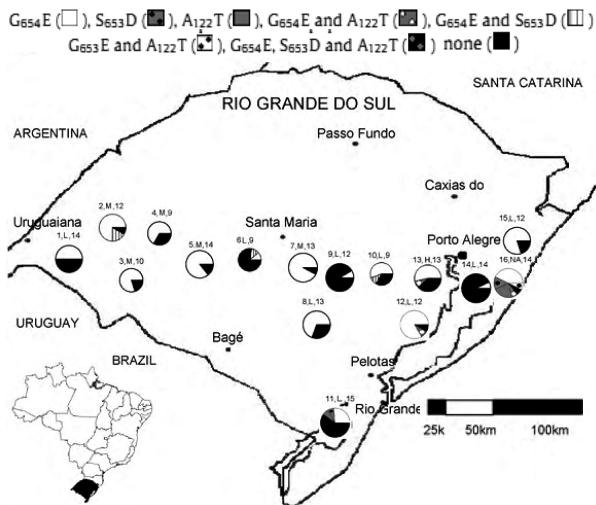 G654E ( ), S653D ( ), A122T ( ), G654E and A122T ( ), G654E and S653D ( )
G653E and A122T ( ), G654E, S653D and A122T ( ) none ( )
SANTA CATARINA
RIO GRANDE DO SUL
ARGENTINA
Passo Fundo
Caxias do
2,M,12
15,L,12
Uruguaiana
4,M,9
Santa Maria
1,L,14
6,L,9
Porto Alegre
5,M,14
7,M,13
9,L,12
10,L,9
13,H,13
14,L,14
16,NA,14
3,M,10
8,L,13
12,L,12
URUGUAY
Bagé
BRAZIL
Pelotas
11,L,15
Rio Grande
25k 50km 100km